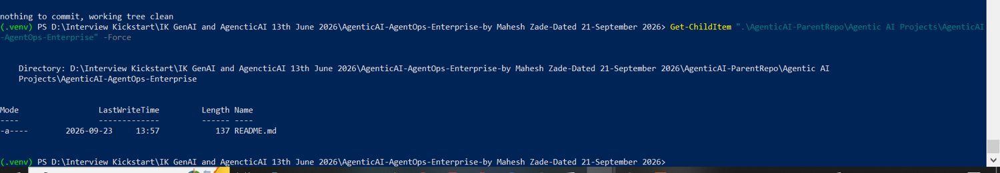 nothing to commit, working tree clean
(.venv) PS D:\Interview Kickstart\IK GenAI and AgencticAI 13th June 2026\AgenticAI-AgentOps-Enterprise-by Mahesh Zade-Dated 21-September 2026> Get-ChildItem ".\AgenticAI-ParentRepo\Agentic AI Projects\AgenticAI
-AgentOps-Enterprise" -Force
Directory: D:\Interview Kickstart\IK GenAI and AgencticAI 13th June 2026\AgenticAI-AgentOps-Enterprise-by Mahesh Zade-Dated 21-September 2026\AgenticAI-ParentRepo\Agentic AI
Projects\AgenticAI-AgentOps-Enterprise
Mode LastWriteTime Length Name
---- ------------- ------ ----
-a---- 2026-09-23 13:57 137 README.md
(.venv) PS D:\Interview Kickstart\IK GenAI and AgencticAI 13th June 2026\AgenticAI-AgentOps-Enterprise-by Mahesh Zade-Dated 21-September 2026>